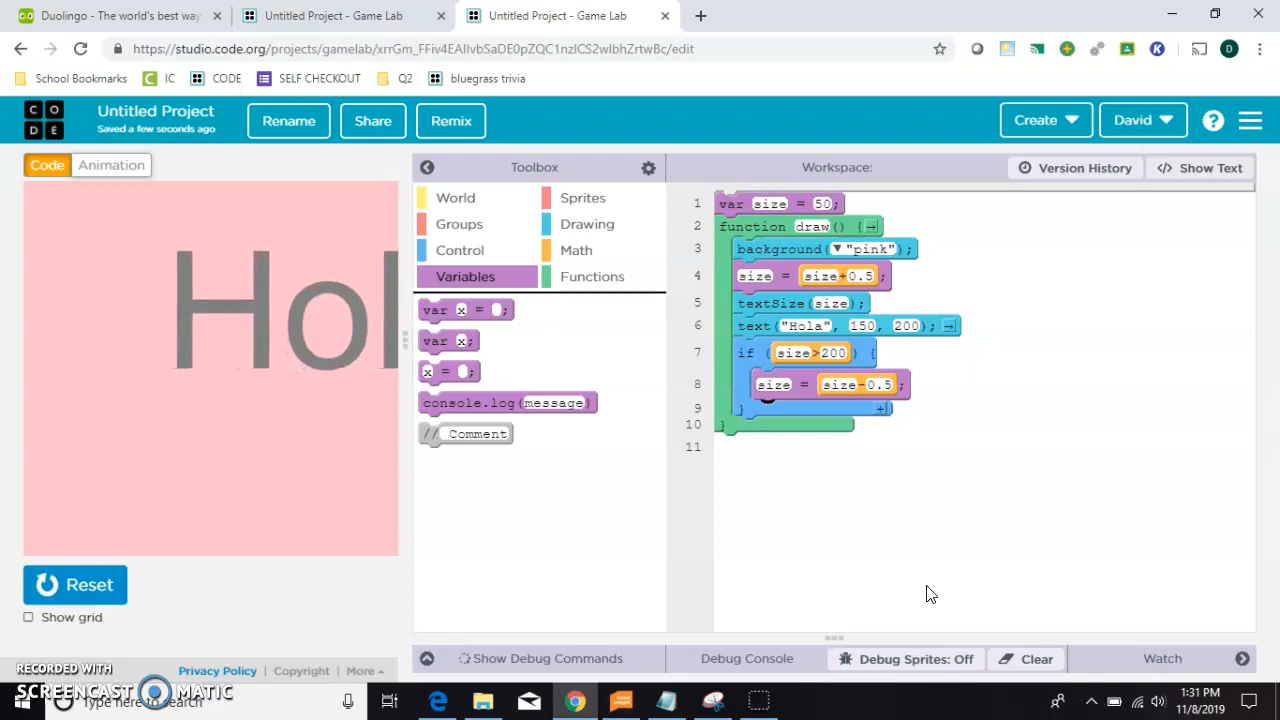 Duolingo - The world's best way
Untitled Project - Game Lab
Untitled Project - Game Lab
https://studio.code.org/projects/gamelab/xrrGm_FFiv4EAIlvbSaDE0pZQC1nzlCS2wIbhZrtwBc/edit
D
School Bookmarks
IC
CODE
SELF CHECKOUT
Q2
bluegrass trivia
CODE
Untitled Project
Saved a few seconds ago
Rename
Share
Remix
Create
David
?
Code
Animation
Toolbox
Workspace:
Version History
</> Show Text
Hol
World
Sprites
Groups
Drawing
Control
Math
Variables
Functions
var x = ;
var x;
x = ;
console.log(message)
// Comment
1 var size = 50;
2 function draw() {
3 background("pink");
4 size = size+0.5;
5 textSize(size);
6 text("Hola", 150, 200);
7 if (size>200) {
8 size = size-0.5;
9 }
10 }
11
Reset
Show grid
Privacy Policy | Copyright | More
RECORDED WITH
SCREENCAST MATIC
Type here to search
Show Debug Commands
Debug Console
Debug Sprites: Off
Clear
Watch
1:31 PM
11/8/2019